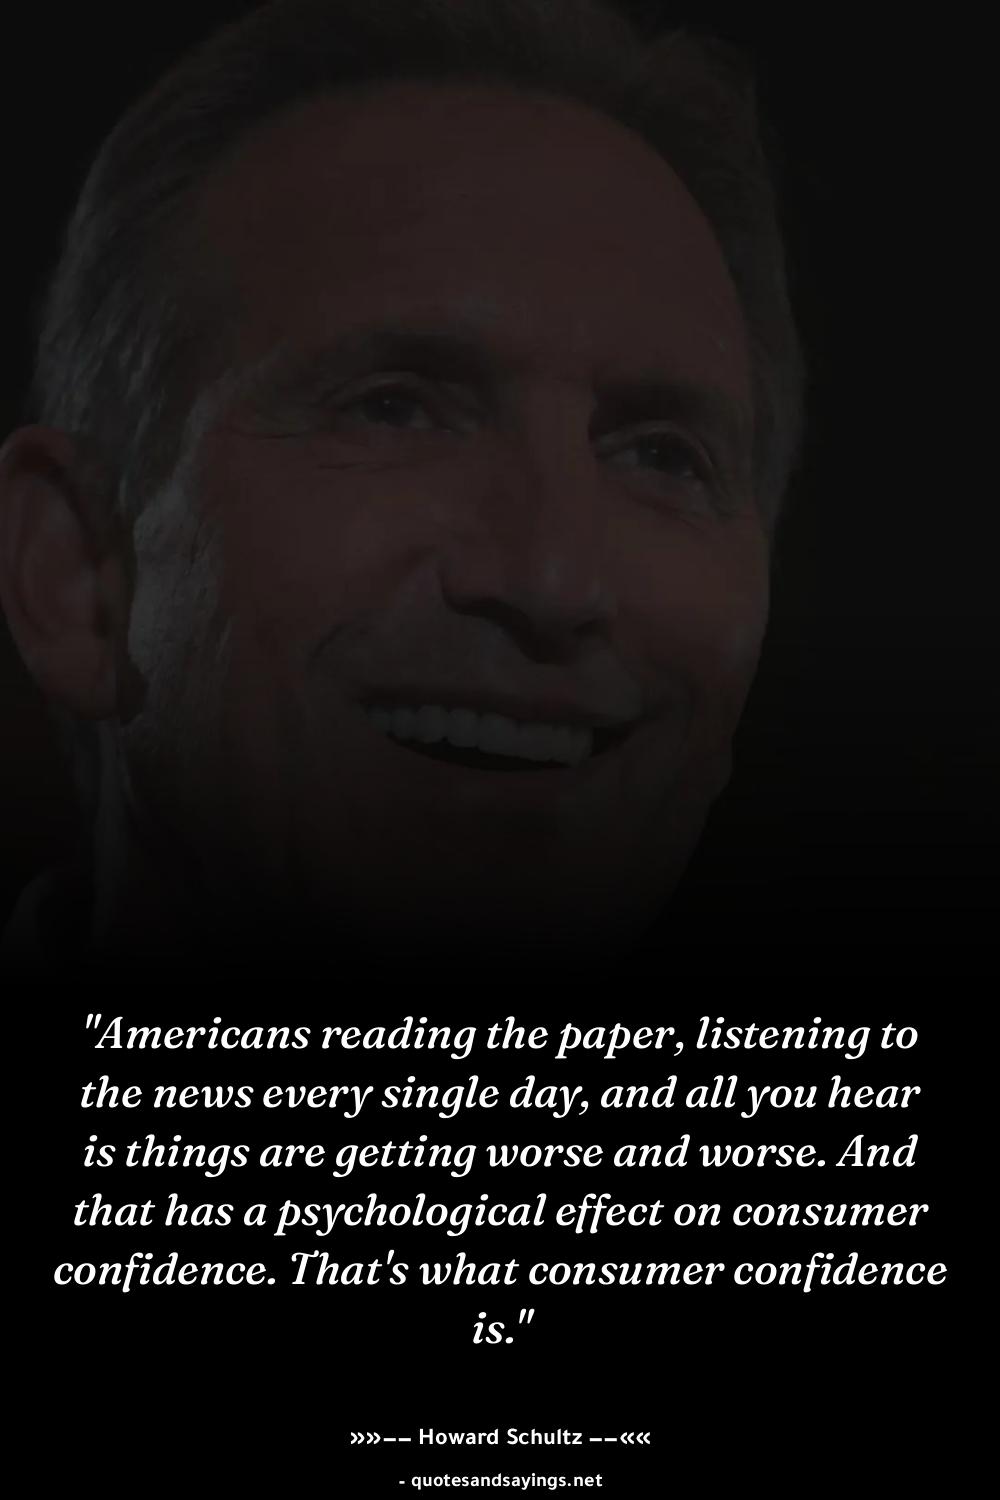 "Americans reading the paper, listening to
the news every single day, and all you hear
is things are getting worse and worse. And
that has a psychological effect on consumer
confidence. That's what consumer confidence
is."
»»−− Howard Schultz −−««
- quotesandsayings.net